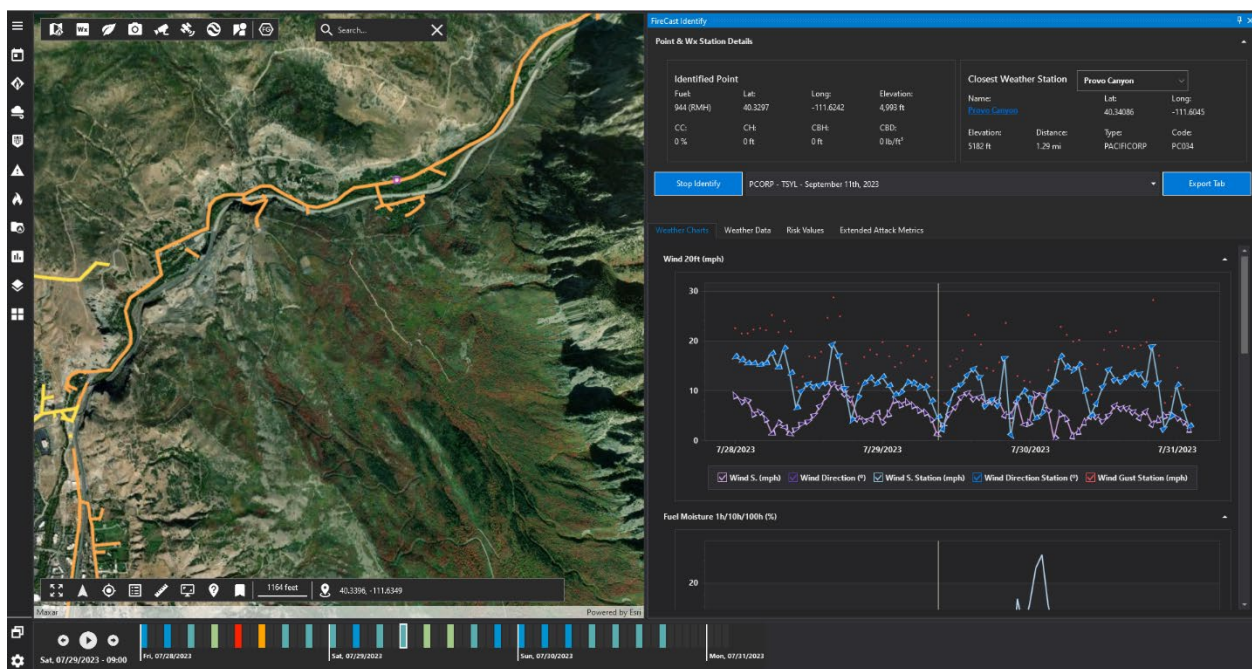 Wx
FG
Search...
FireCast Identify
Point & Wx Station Details
Identified Point
Fuel: Lat: Long: Elevation:
944 (RMH) 40.3297 -111.6242 4,993 ft
CC: CH: CBH: CBD:
0 % 0 ft 0 ft 0 lb/ft³
Closest Weather Station Provo Canyon
Name: Lat: Long:
Provo Canyon 40.34086 -111.6045
Elevation: Distance: Type: Code:
5182 ft 1.29 mi PACIFICORP PC034
Stop Identify PCORP - TSYL - September 11th, 2023 Export Tab
Weather Charts Weather Data Risk Values Extended Attack Metrics
Wind 20ft (mph)
30
20
10
0
7/28/2023 7/29/2023 7/30/2023 7/31/2023
Wind S. (mph) Wind Direction (°) Wind S. Station (mph) Wind Direction Station (°) Wind Gust Station (mph)
Fuel Moisture 1h/10h/100h (%)
20
1164 feet 40.3396, -111.6349
Maxar Powered by Esri
Sat, 07/29/2023 - 09:00 Fri, 07/28/2023 Sat, 07/29/2023 Sun, 07/30/2023 Mon, 07/31/2023